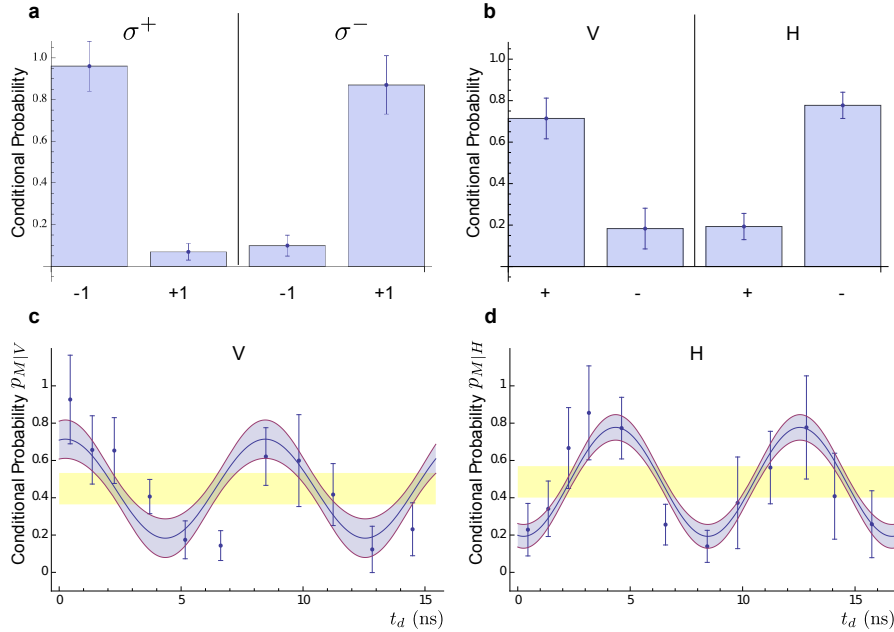 a
σ+ σ−
Conditional Probability
1.0
0.8
0.6
0.4
0.2
-1 +1 -1 +1
b
V H
Conditional Probability
1.0
0.8
0.6
0.4
0.2
+ - + -
c
V
Conditional Probability pM|V
1
0.8
0.6
0.4
0.2
0
0 5 10 15
td (ns)
d
H
Conditional Probability pM|H
1
0.8
0.6
0.4
0.2
0
0 5 10 15
td (ns)